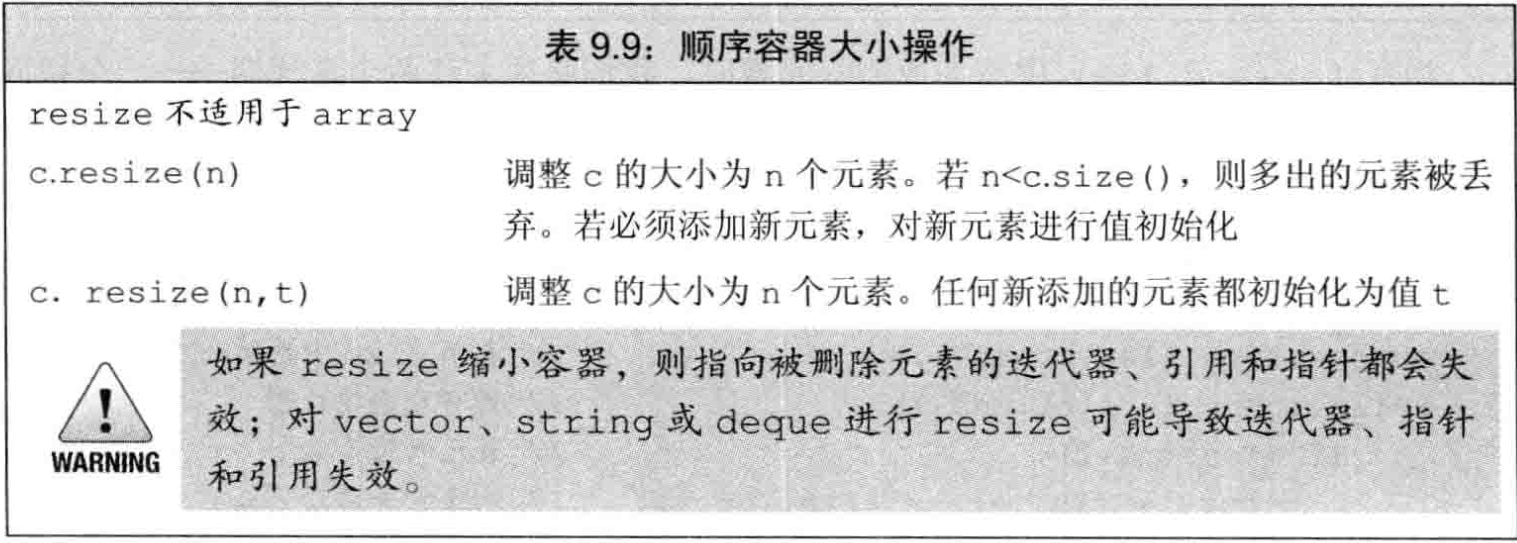 表 9.9：顺序容器大小操作
resize 不适用于 array
c.resize(n) 调整 c 的大小为 n 个元素。若 n<c.size()，则多出的元素被丢
弃。若必须添加新元素，对新元素进行值初始化
c. resize(n,t) 调整 c 的大小为 n 个元素。任何新添加的元素都初始化为值 t
如果 resize 缩小容器，则指向被删除元素的迭代器、引用和指针都会失
效；对 vector、string 或 deque 进行 resize 可能导致迭代器、指针
和引用失效。
WARNING